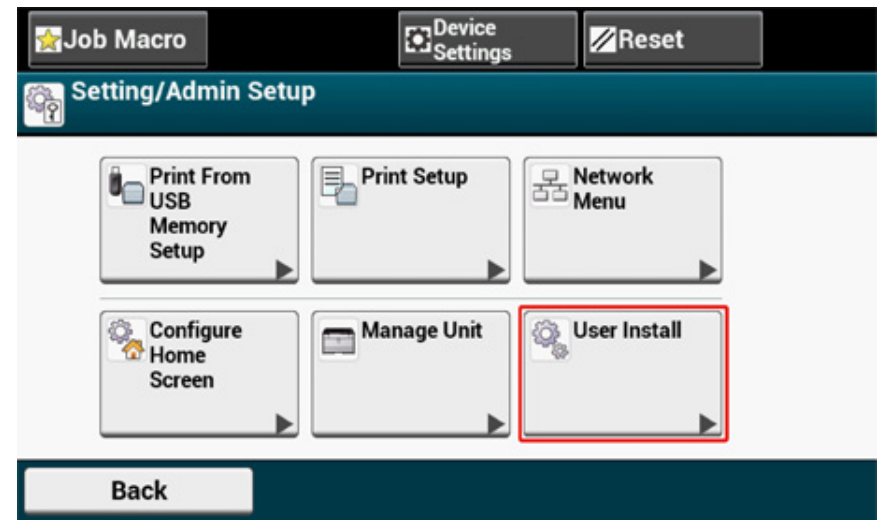 Job Macro
Device
Settings
Reset
Setting/Admin Setup
Print From
USB
Memory
Setup
Print Setup
Network
Menu
Configure
Home
Screen
Manage Unit
User Install
Back